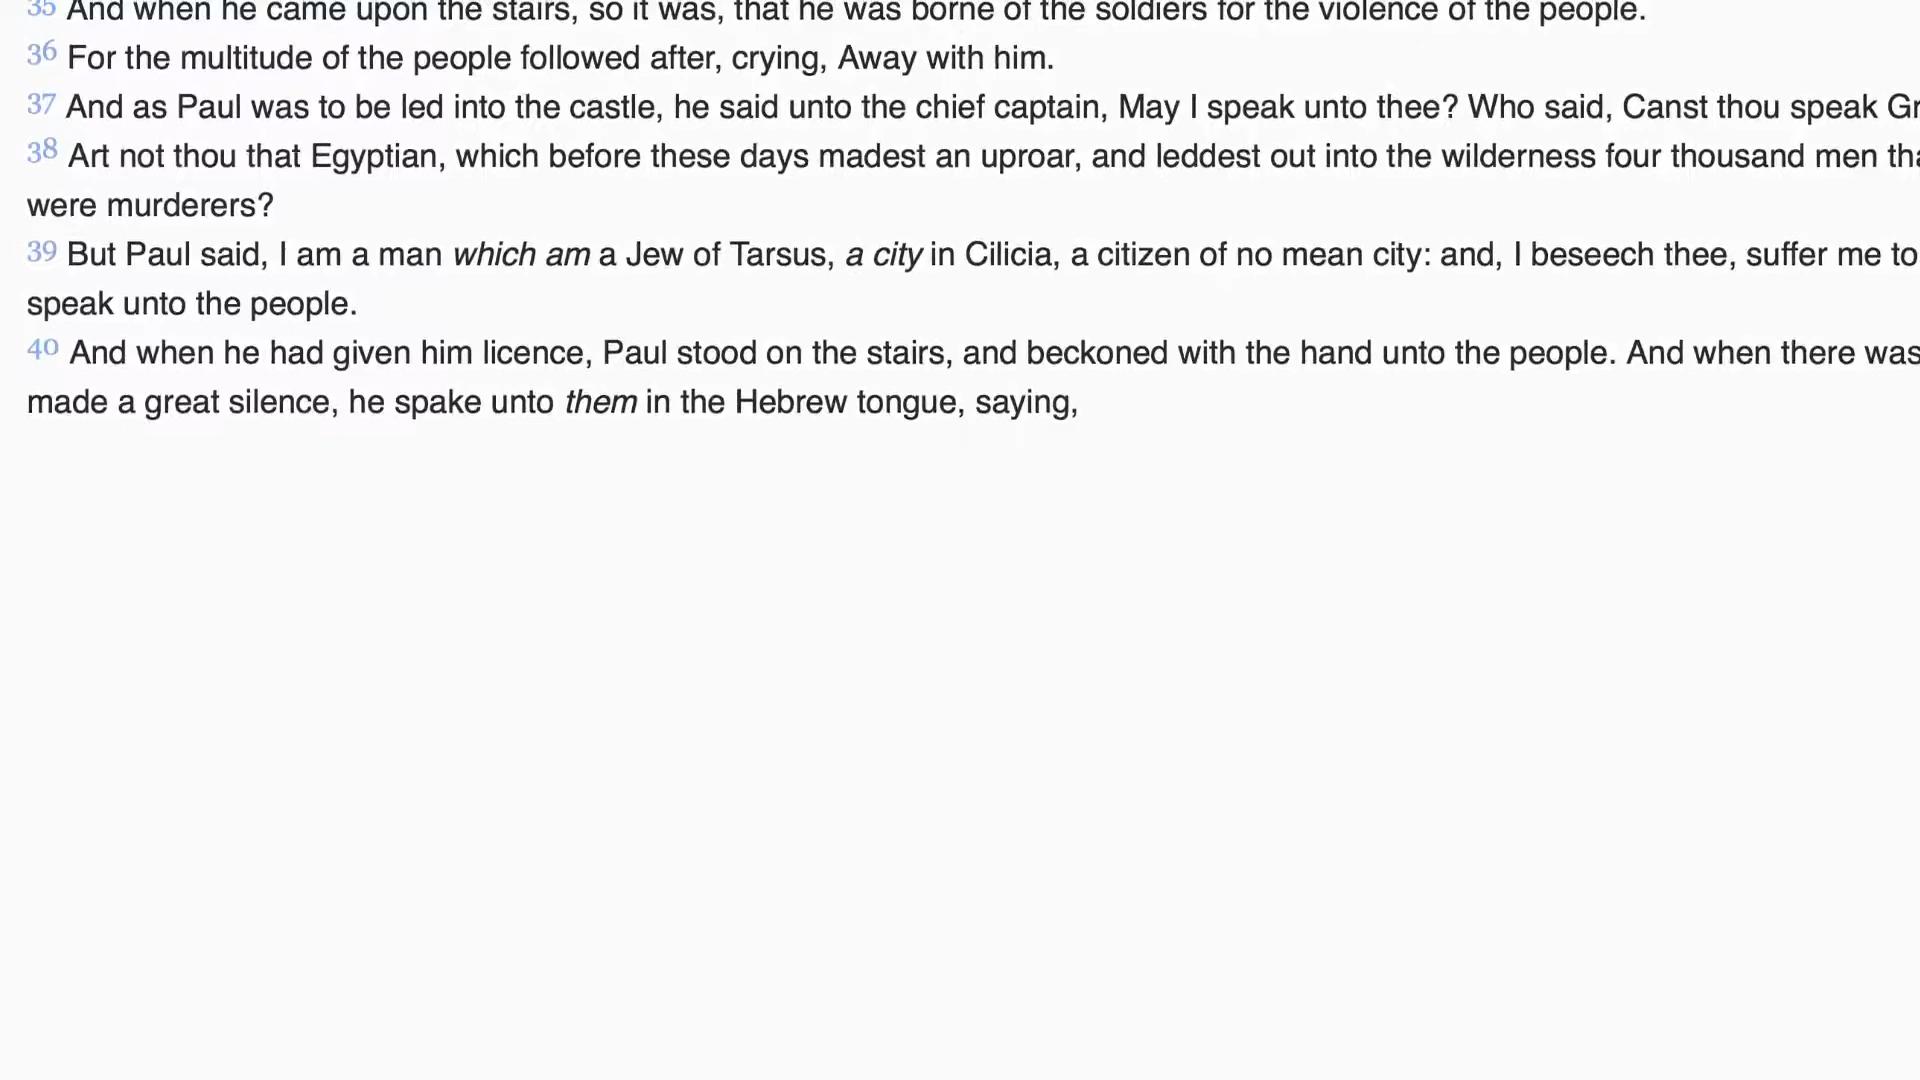 35 And when he came upon the stairs, so it was, that he was borne of the soldiers for the violence of the people.
36 For the multitude of the people followed after, crying, Away with him.
37 And as Paul was to be led into the castle, he said unto the chief captain, May I speak unto thee? Who said, Canst thou speak
38 Art not thou that Egyptian, which before these days madest an uproar, and leddest out into the wilderness four thousand men
were murderers?
39 But Paul said, I am a man which am a Jew of Tarsus, a city in Cilicia, a citizen of no mean city: and, I beseech thee, suffer me to
speak unto the people.
40 And when he had given him licence, Paul stood on the stairs, and beckoned with the hand unto the people. And when there was
made a great silence, he spake unto them in the Hebrew tongue, saying,